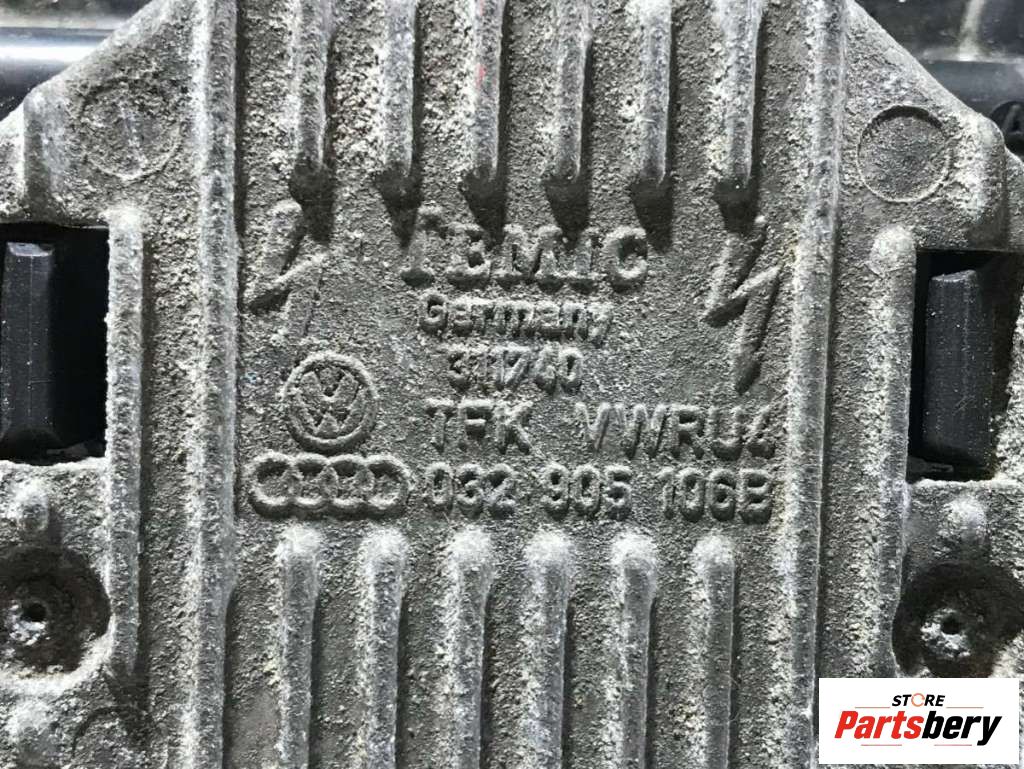 TEMIC
Germany
311740
TFK VWRU4
032 905 106B
STORE
Partsbery